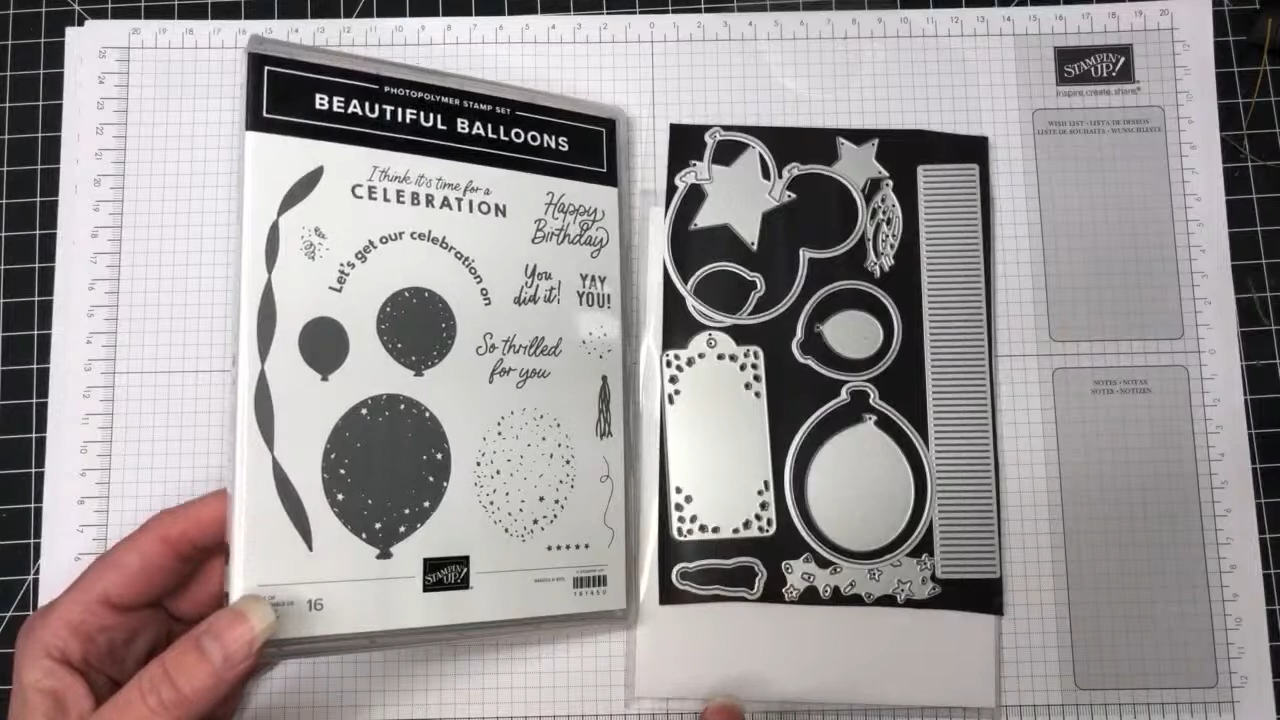 PHOTOPOLYMER STAMP SET
BEAUTIFUL BALLOONS
I think it's time for a
CELEBRATION
Happy
Birthday
Let's get our celebration on
You
did it!
YAY
YOU!
So thrilled
for you
STAMPIN'
UP!
16
161450
STAMPIN'
UP!
inspire.create.share.
WISH LIST • LISTA DE DESEOS
LISTE DE SOUHAITS • WUNSCHLISTE
NOTES • NOTAS
NOTES • NOTIZEN